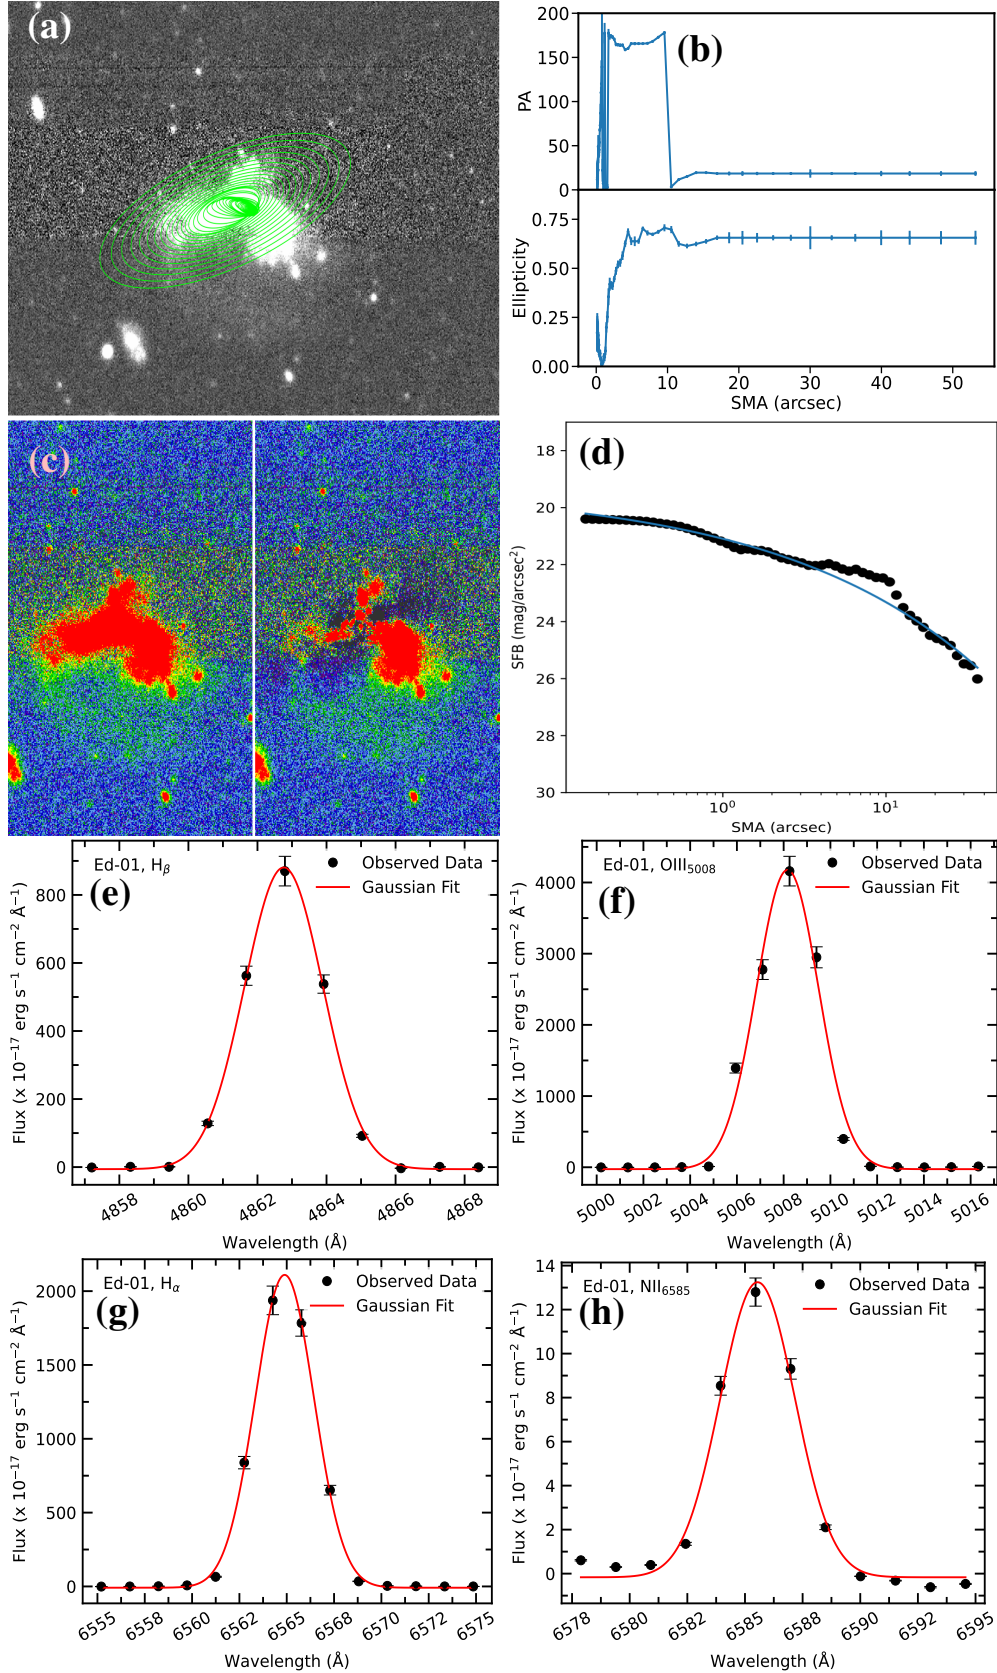 (a)
(b)
200
150
100
50
0
PA
0.75
0.50
0.25
0.00
Ellipticity
0 10 20 30 40 50
SMA (arcsec)
(c)
(d)
18
20
22
24
26
28
30
SFB (mag/arcsec²)
10⁰ 10¹
SMA (arcsec)
Ed-01, Hβ
(e)
Observed Data
Gaussian Fit
800
600
400
200
0
Flux (x 10⁻¹⁷ erg s⁻¹ cm⁻² Å⁻¹)
4858 4860 4862 4864 4866 4868
Wavelength (Å)
Ed-01, OIII₅₀₀₈
(f)
Observed Data
Gaussian Fit
4000
3000
2000
1000
0
Flux (x 10⁻¹⁷ erg s⁻¹ cm⁻² Å⁻¹)
5000 5002 5004 5006 5008 5010 5012 5014 5016
Wavelength (Å)
Ed-01, Hα
(g)
Observed Data
Gaussian Fit
2000
1500
1000
500
0
Flux (x 10⁻¹⁷ erg s⁻¹ cm⁻² Å⁻¹)
6555 6558 6560 6562 6565 6568 6570 6572 6575
Wavelength (Å)
Ed-01, NII₆₅₈₅
(h)
Observed Data
Gaussian Fit
14
12
10
8
6
4
2
0
Flux (x 10⁻¹⁷ erg s⁻¹ cm⁻² Å⁻¹)
6578 6580 6582 6585 6588 6590 6592 6595
Wavelength (Å)